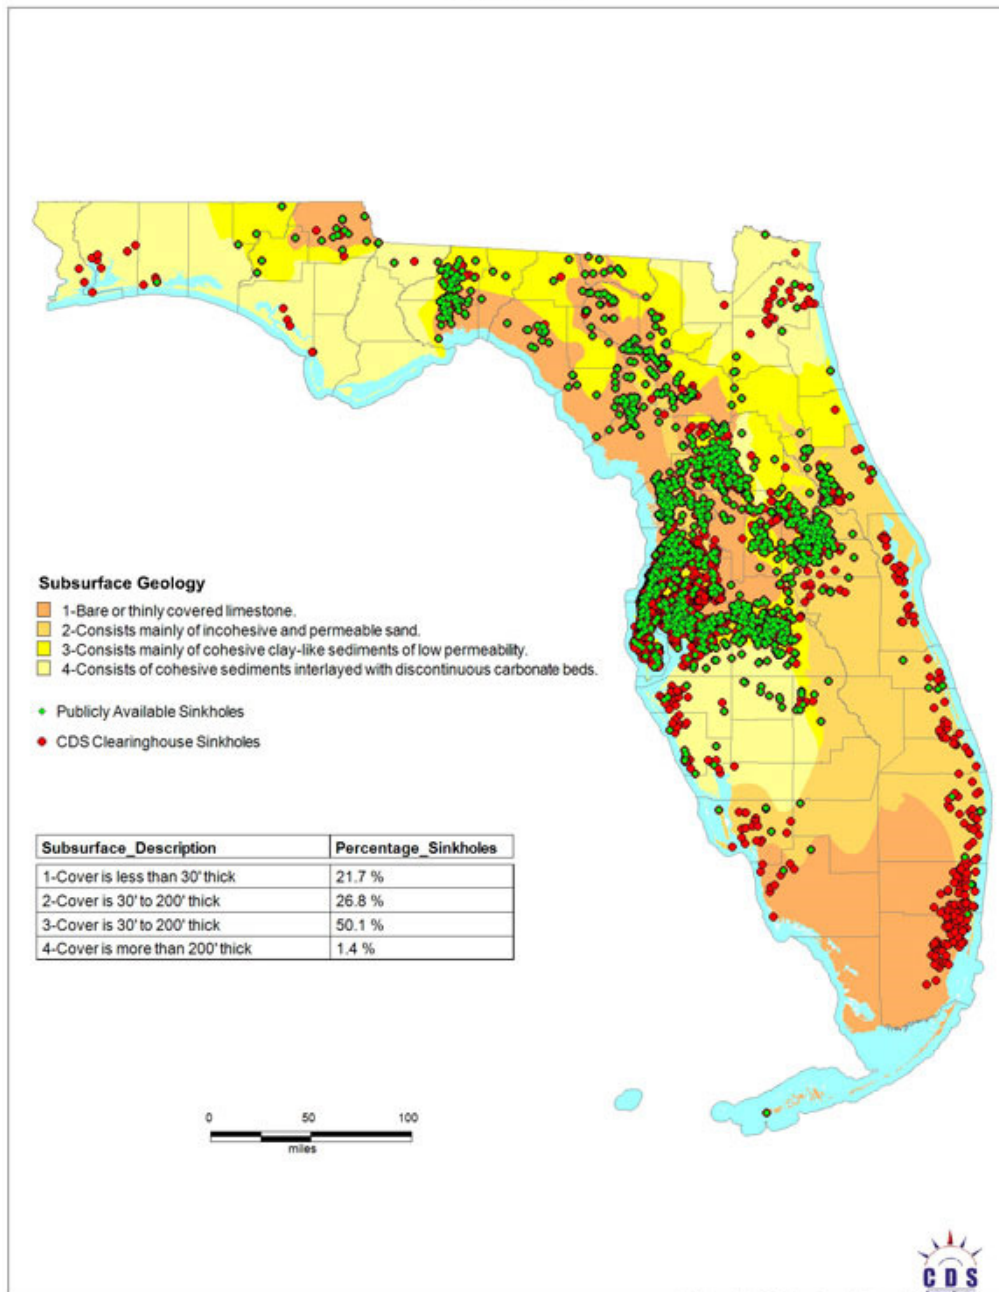 Subsurface Geology
1-Bare or thinly covered limestone.
2-Consists mainly of incohesive and permeable sand.
3-Consists mainly of cohesive clay-like sediments of low permeability.
4-Consists of cohesive sediments interlayed with discontinuous carbonate beds.
Publicly Available Sinkholes
CDS Clearinghouse Sinkholes
Subsurface_Description Percentage_Sinkholes
1-Cover is less than 30' thick 21.7 %
2-Cover is 30' to 200' thick 26.8 %
3-Cover is 30' to 200' thick 50.1 %
4-Cover is more than 200' thick 1.4 %
0 50 100
miles
CDS